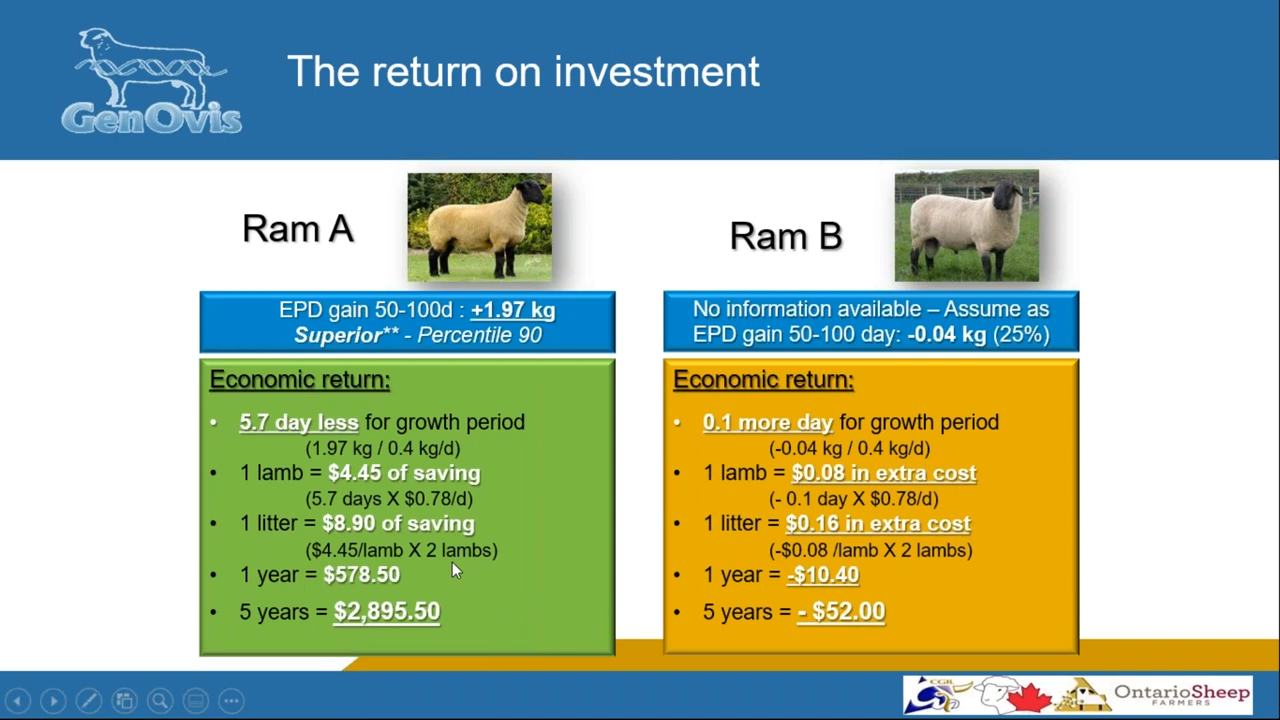 GenOvis
The return on investment
Ram A
EPD gain 50-100d : +1.97 kg
Superior** - Percentile 90
Economic return:
• 5.7 day less for growth period
(1.97 kg / 0.4 kg/d)
• 1 lamb = $4.45 of saving
(5.7 days X $0.78/d)
• 1 litter = $8.90 of saving
($4.45/lamb X 2 lambs)
• 1 year = $578.50
• 5 years = $2,895.50
Ram B
No information available – Assume as
EPD gain 50-100 day: -0.04 kg (25%)
Economic return:
• 0.1 more day for growth period
(-0.04 kg / 0.4 kg/d)
• 1 lamb = $0.08 in extra cost
(- 0.1 day X $0.78/d)
• 1 litter = $0.16 in extra cost
(-$0.08 /lamb X 2 lambs)
• 1 year = -$10.40
• 5 years = - $52.00
CGIL
OntarioSheep
FARMERS